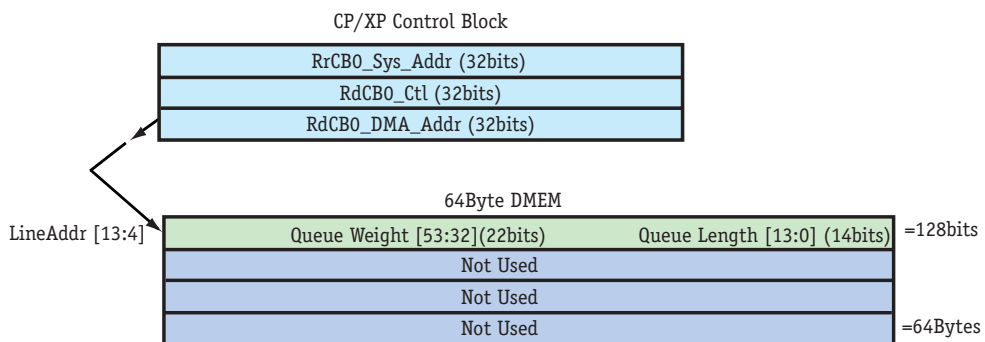 CP/XP Control Block
RrCB0_Sys_Addr (32bits)
RdCB0_Ctl (32bits)
RdCB0_DMA_Addr (32bits)
64Byte DMEM
LineAddr [13:4] Queue Weight [53:32](22bits) Queue Length [13:0] (14bits) =128bits
Not Used
Not Used
Not Used =64Bytes